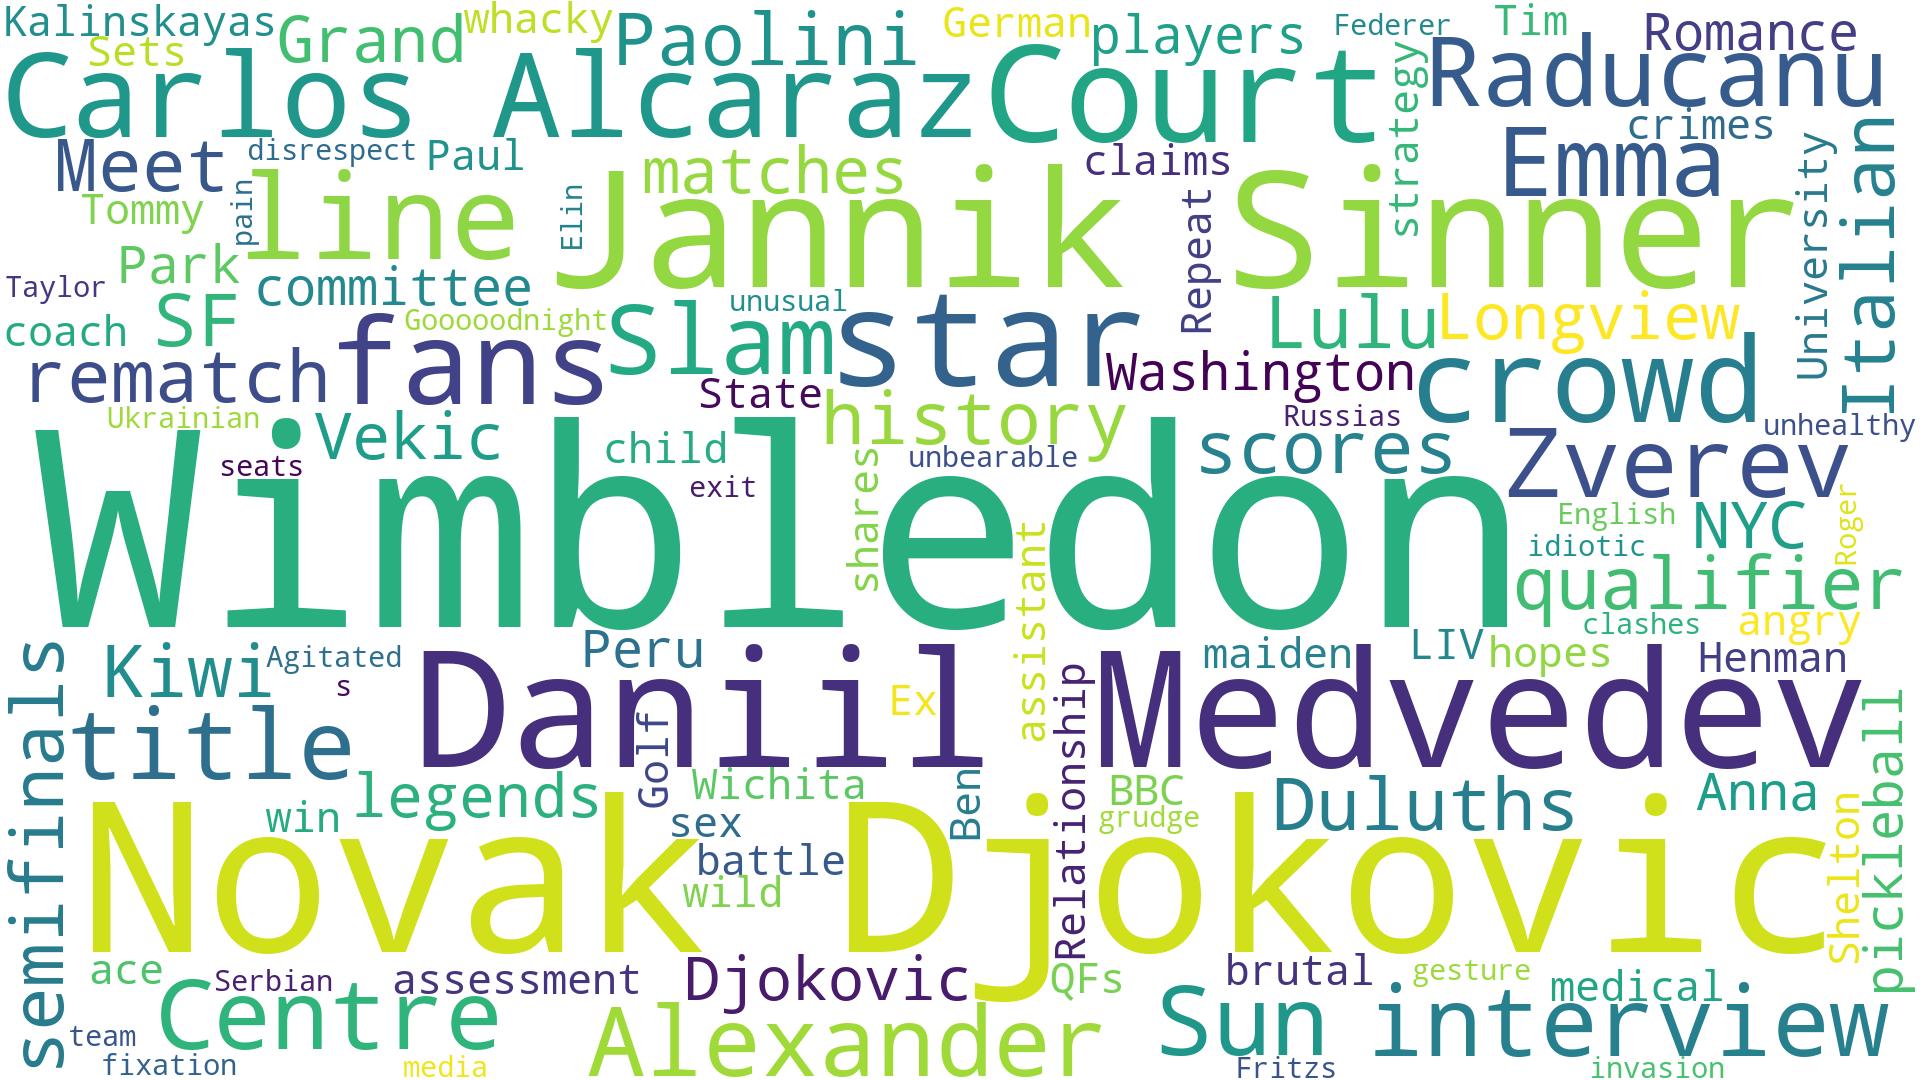 Kalinskayas
Sets
Grand
whacky
Paolini
German
players
Federer
Tim
Romance
Carlos Alcaraz
Court
Raducanu
strategy
crimes
Emma
University
Italian
Meet
disrespect
Paul
matches
claims
Tommy
pain
line
Elin
Jannik Sinner
Repeat
Park
Taylor
committee
coach
SF
Gooooodnight
unusual
Slam
star
Lulu
Longview
rematch
fans
State
Washington
crowd
Ukrainian
Vekic
seats
child
exit
history
unbearable
Russias
scores
unhealthy
Zverev
Wimbledon
shares
assistant
English
idiotic
NYC
Roger
qualifier
clashes
angry
semifinals
Kiwi
Agitated
s
Peru
Ex
maiden
LIV
hopes
Henman
Daniil Medvedev
title
Golf
Relationship
pickleball
win
legends
Wichita
sex
battle
wild
Ben
BBC
grudge
Duluths
Anna
Shelton
Novak Djokovic
ace
Serbian
assessment
Djokovic
QFs
brutal
gesture
medical
Centre
team
fixation
media
Alexander
Sun
interview
Fritzs
invasion